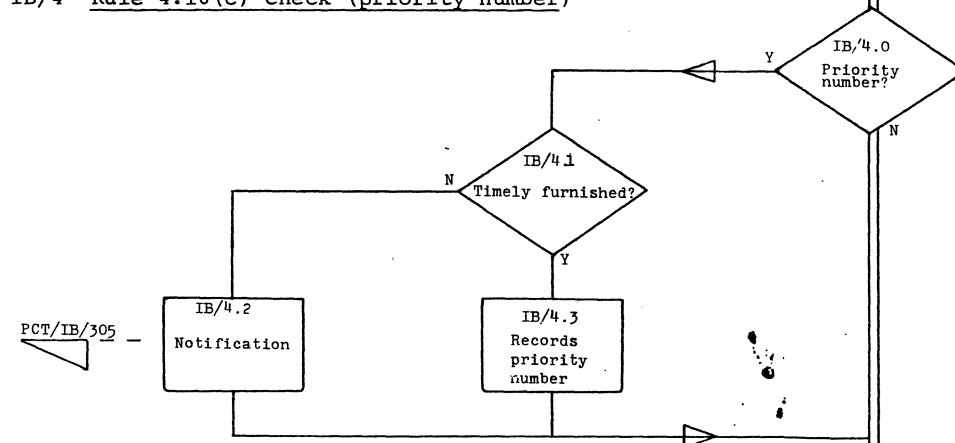 IB/4 Rule 4.10(c) Check (priority number)
IB/4.0
Y
Priority
number?
N
IB/4.1
N
Timely furnished?
Y
IB/4.2
Notification
IB/4.3
Records
priority
number
PCT/IB/305